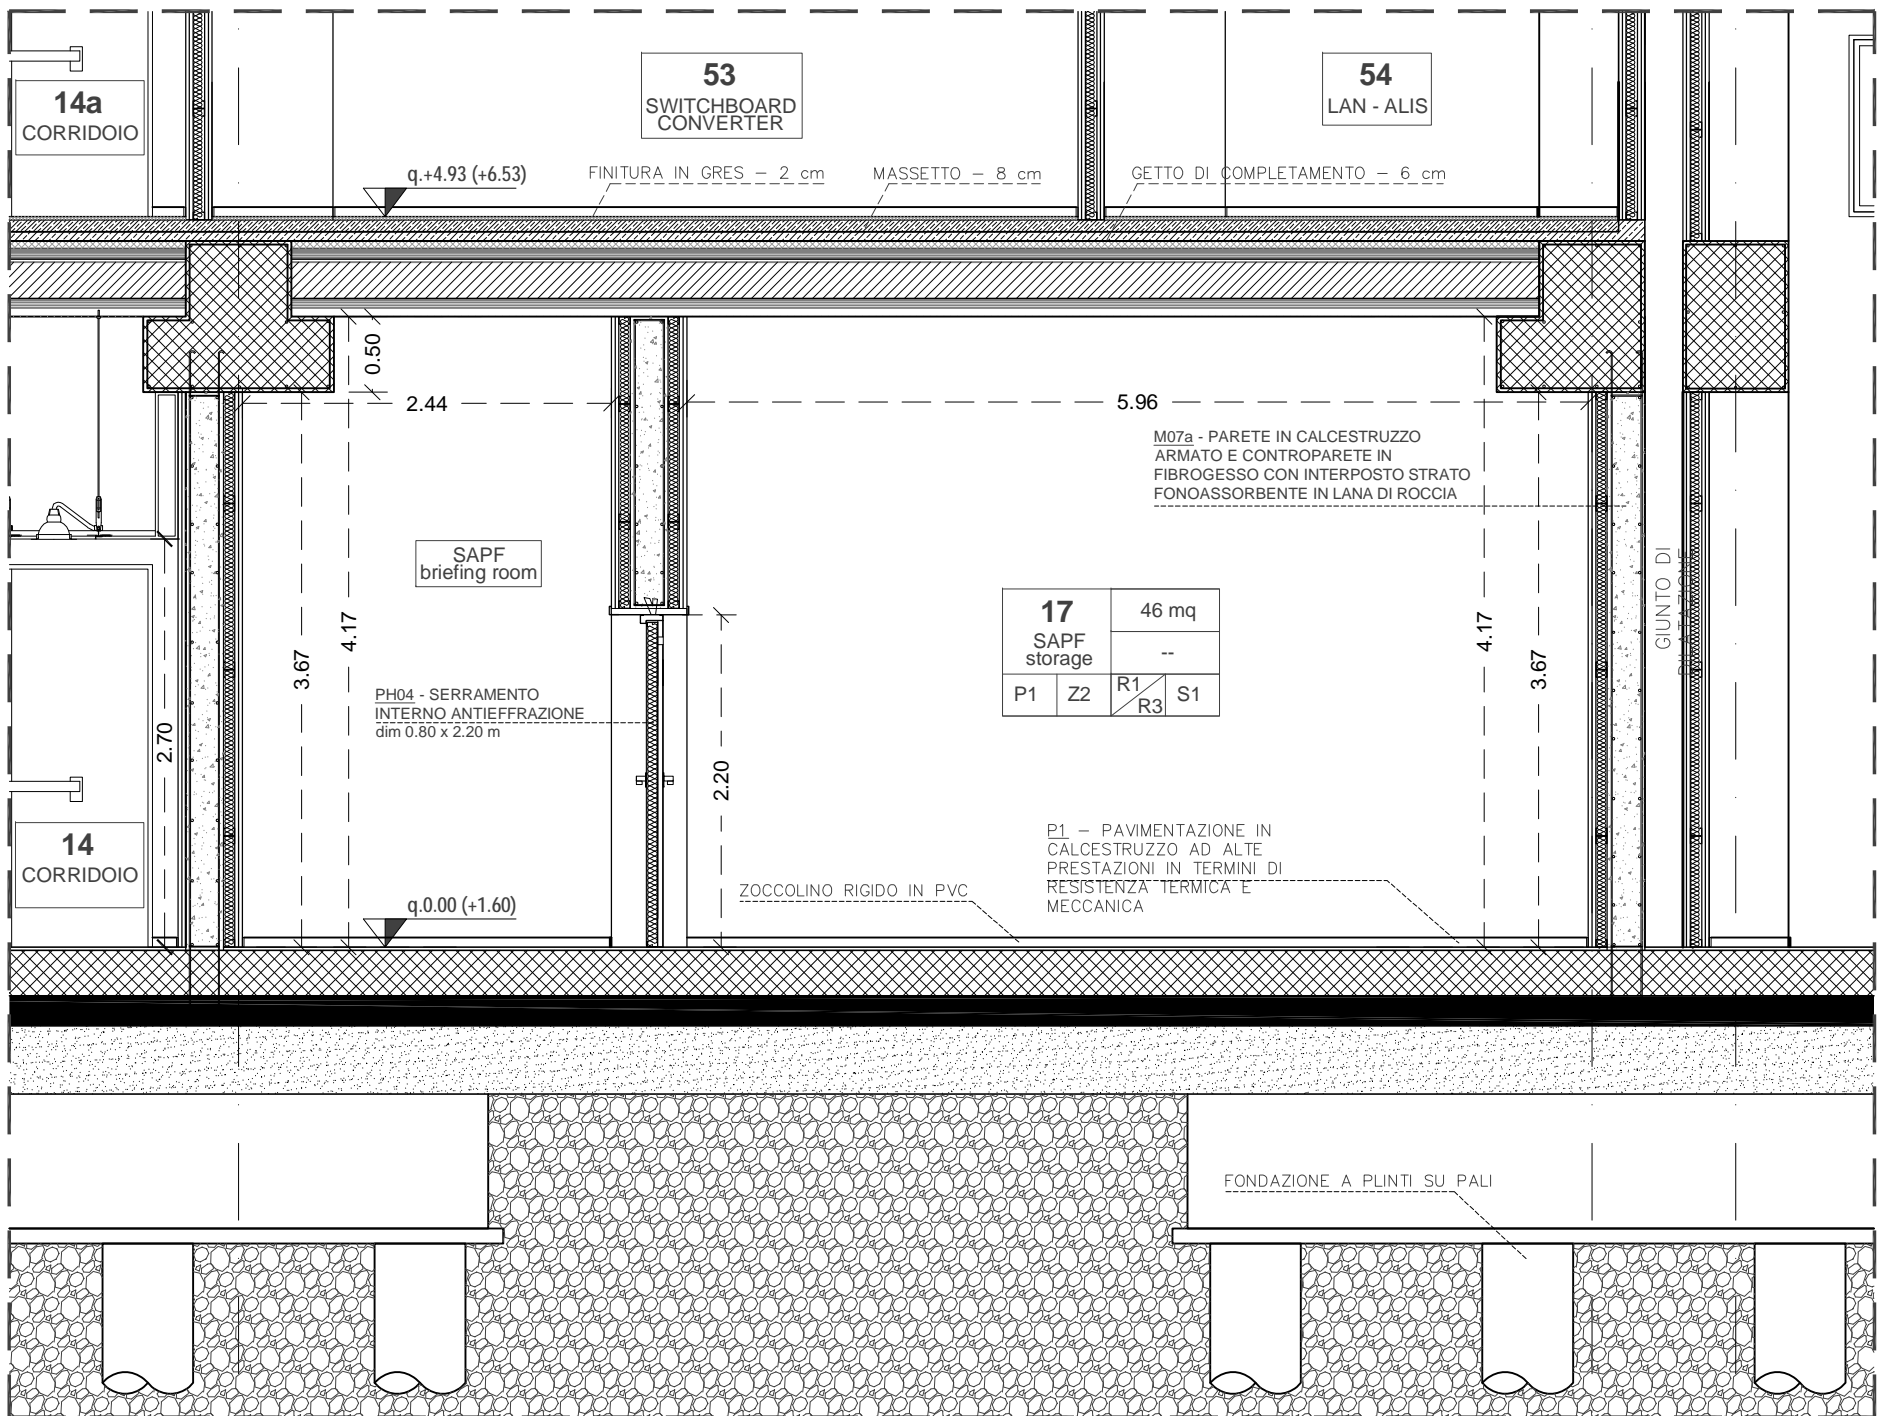 14a
CORRIDOIO
53
SWITCHBOARD
CONVERTER
54
LAN - ALIS
q.+4.93 (+6.53)
FINITURA IN GRES – 2 cm
MASSETTO – 8 cm
GETTO DI COMPLETAMENTO – 6 cm
0.50
2.44
5.96
M07a - PARETE IN CALCESTRUZZO
ARMATO E CONTROPARETE IN
FIBROGESSO CON INTERPOSTO STRATO
FONOASSORBENTE IN LANA DI ROCCIA
SAPF
briefing room
GIUNTO DI
DILATAZIONE
17
46 mq
SAPF
storage
--
P1
Z2
R1
R3
S1
3.67
4.17
4.17
3.67
PH04 - SERRAMENTO
INTERNO ANTIEFFRAZIONE
dim 0.80 x 2.20 m
2.70
2.20
14
CORRIDOIO
q.0.00 (+1.60)
ZOCCOLINO RIGIDO IN PVC
P1 – PAVIMENTAZIONE IN
CALCESTRUZZO AD ALTE
PRESTAZIONI IN TERMINI DI
RESISTENZA TERMICA E
MECCANICA
FONDAZIONE A PLINTI SU PALI